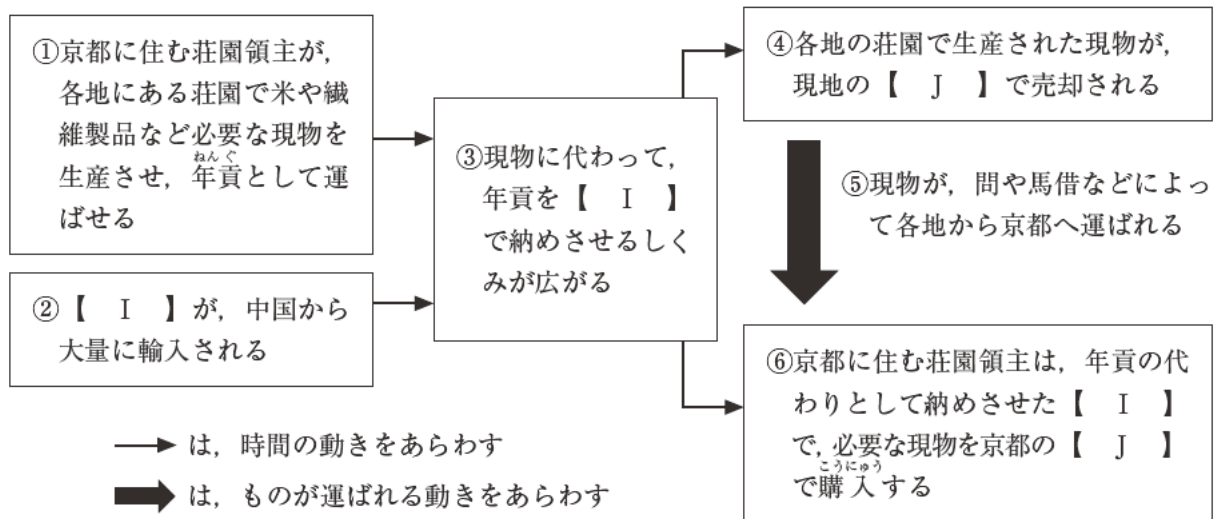 ①京都に住む荘園領主が,
各地にある荘園で米や繊
維製品など必要な現物を
生産させ, 年貢として運
ねんぐ
ばせる
②【 I 】が, 中国から
大量に輸入される
③現物に代わって,
年貢を【 I 】
で納めさせるしく
みが広がる
④各地の荘園で生産された現物が,
現地の【 J 】で売却される
⑤現物が, 問や馬借などによっ
て各地から京都へ運ばれる
⑥京都に住む荘園領主は, 年貢の代
わりとして納めさせた【 I 】
で, 必要な現物を京都の【 J 】
こうにゅう
で購入する
は, 時間の動きをあらわす
は, ものが運ばれる動きをあらわす